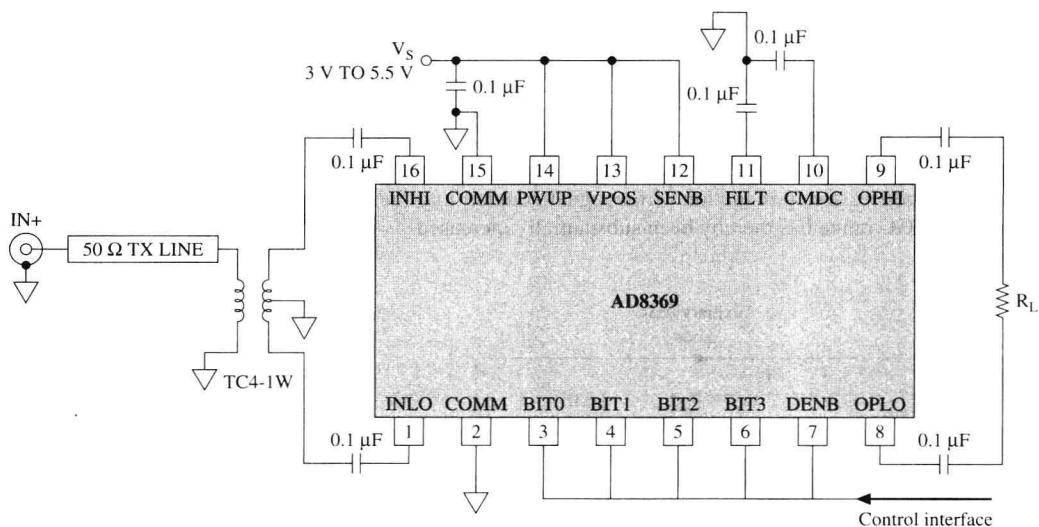 V_S
3 V TO 5.5 V
0.1 µF
0.1 µF
0.1 µF
0.1 µF
0.1 µF
16
15
14
13
12
11
10
9
INHI
COMM
PWUP
VPOS
SENB
FILT
CMDC
OPHI
IN+
50 Ω TX LINE
AD8369
R_L
TC4-1W
INLO
COMM
BIT0
BIT1
BIT2
BIT3
DENB
OPLO
0.1 µF
1
2
3
4
5
6
7
8
0.1 µF
Control interface